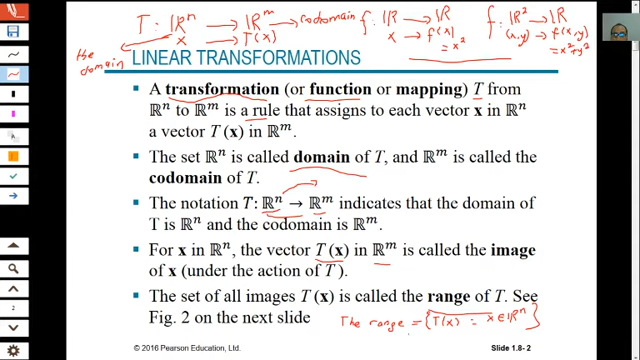 T : ℝⁿ → ℝᵐ → codomain f : ℝ → ℝ f : ℝ² → ℝ
x → T(x) x → f(x) = x² (x,y) → f(x,y) = x²+y²
the domain
LINEAR TRANSFORMATIONS
A transformation (or function or mapping) T from
ℝⁿ to ℝᵐ is a rule that assigns to each vector x in ℝⁿ
a vector T(x) in ℝᵐ.
The set ℝⁿ is called domain of T, and ℝᵐ is called the
codomain of T.
The notation T: ℝⁿ → ℝᵐ indicates that the domain of
T is ℝⁿ and the codomain is ℝᵐ.
For x in ℝⁿ, the vector T(x) in ℝᵐ is called the image
of x (under the action of T).
The set of all images T(x) is called the range of T. See
Fig. 2 on the next slide
The range = {T(x) = x ∈ ℝⁿ}
© 2016 Pearson Education, Ltd.
Slide 1.8- 2
2